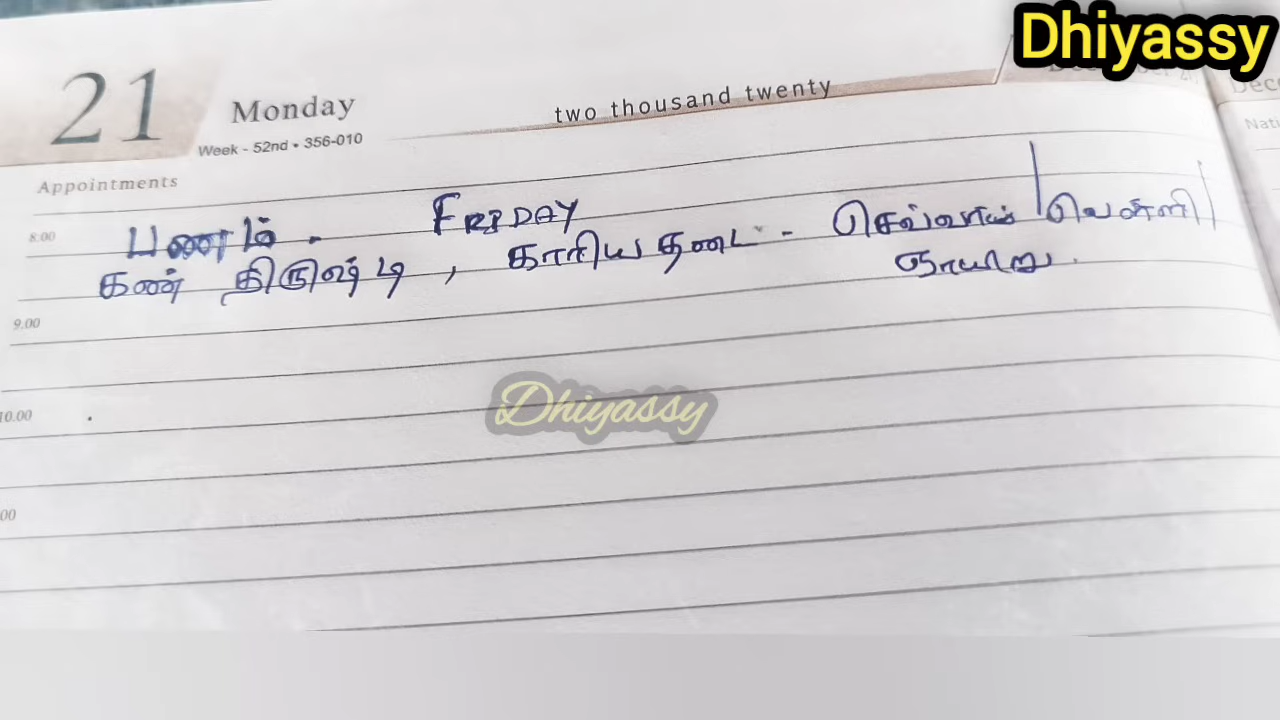 Dhiyassy
21 Monday two thousand twenty
Week - 52nd • 356-010
Appointments
8:00 பணம் - FRIDAY
கண் திருஷ்டி , காரிய தடை - செவ்வாய் | வெள்ளி |
ஞாயிறு .
9.00
Dhiyassy
10.00
00